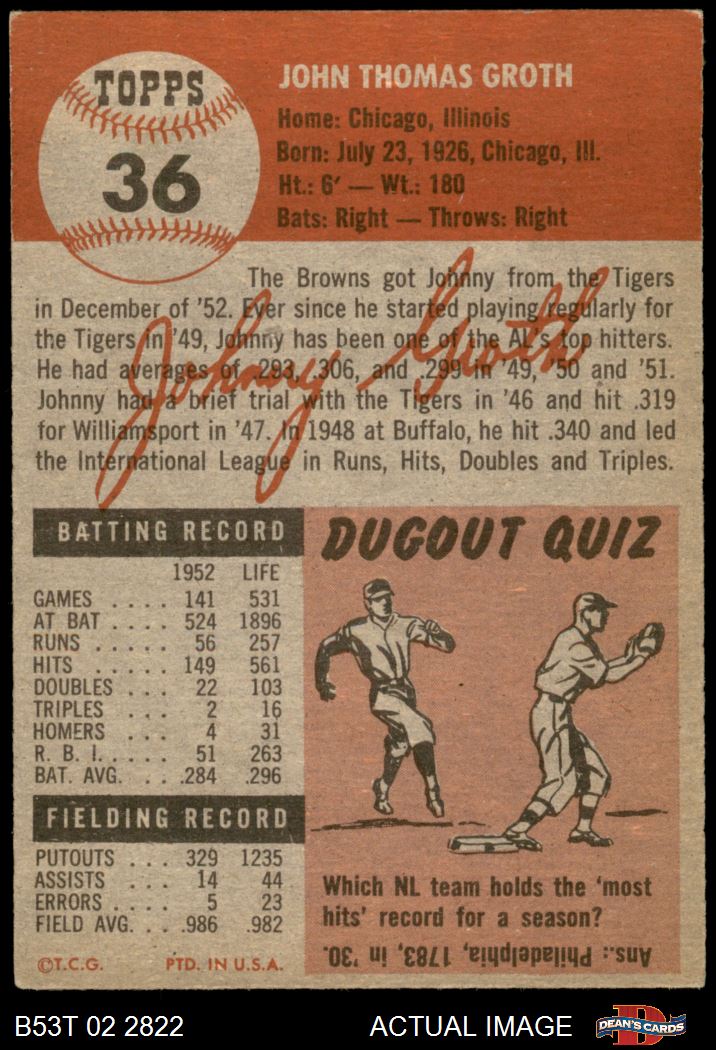 TOPPS
36
JOHN THOMAS GROTH
Home: Chicago, Illinois
Born: July 23, 1926, Chicago, Ill.
Ht.: 6′ — Wt.: 180
Bats: Right — Throws: Right
The Browns got Johnny from the Tigers
in December of '52. Ever since he started playing regularly for
the Tigers in '49, Johnny has been one of the AL's top hitters.
He had averages of .293, .306, and .299 in '49, '50 and '51.
Johnny had a brief trial with the Tigers in '46 and hit .319
for Williamsport in '47. In 1948 at Buffalo, he hit .340 and led
the International League in Runs, Hits, Doubles and Triples.
Johnny Groth
BATTING RECORD
1952 LIFE
GAMES .... 141 531
AT BAT .... 524 1896
RUNS ..... 56 257
HITS ..... 149 561
DOUBLES ... 22 103
TRIPLES ... 2 16
HOMERS ... 4 31
R. B. I. .... 51 263
BAT. AVG. ... .284 .296
FIELDING RECORD
PUTOUTS ... 329 1235
ASSISTS ... 14 44
ERRORS .... 5 23
FIELD AVG. ... .986 .982
©T.C.G. PTD. IN U.S.A.
DUGOUT QUIZ
Which NL team holds the 'most
hits' record for a season?
Ans.: Philadelphia, 1783, in '30.
B53T 02 2822 ACTUAL IMAGE DEAN'S CARDS